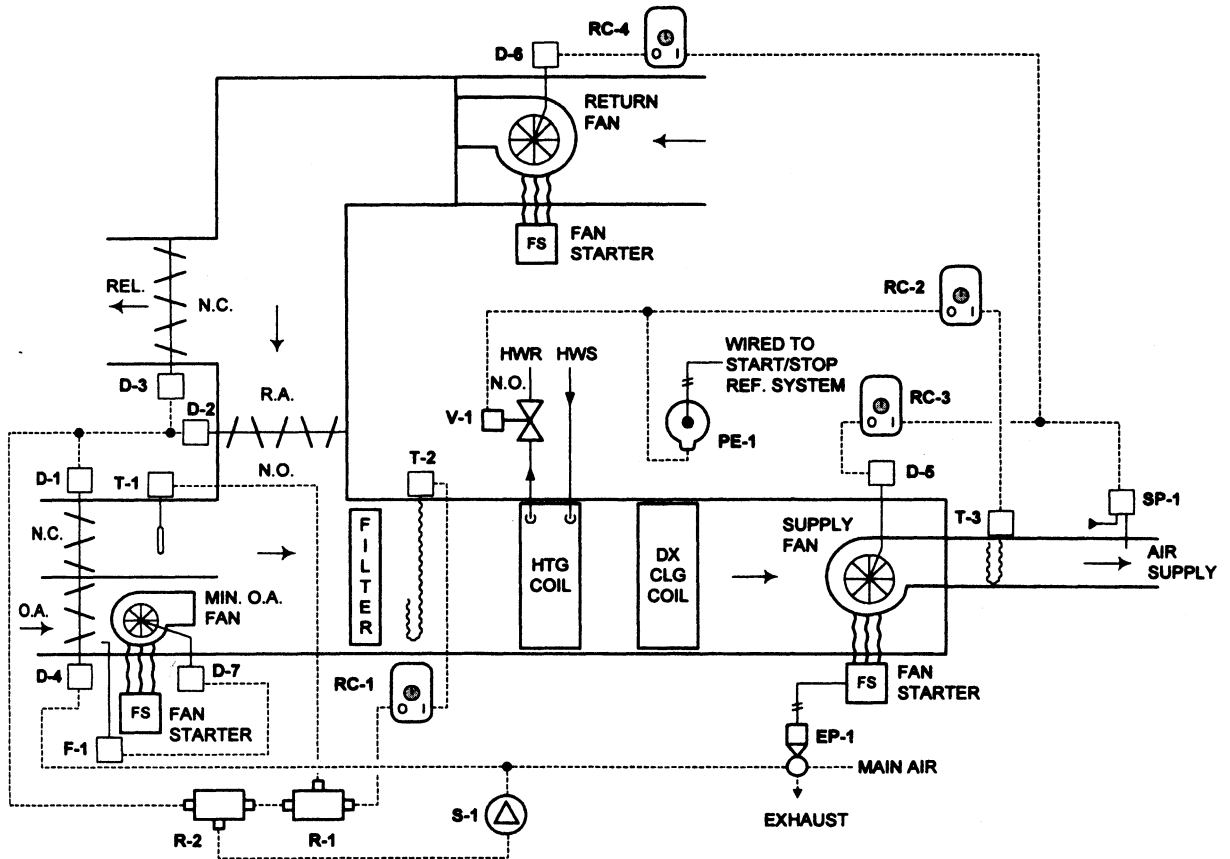 RC-4
O I
D-6
RETURN
FAN
FS
FAN
STARTER
REL.
N.C.
RC-2
O I
WIRED TO
START/STOP
REF. SYSTEM
HWR
HWS
N.O.
D-3
R.A.
D-2
V-1
PE-1
RC-3
O I
N.O.
D-1
T-1
T-2
D-5
SP-1
T-3
N.C.
FILTER
HTG
COIL
DX
CLG
COIL
SUPPLY
FAN
AIR
SUPPLY
MIN. O.A.
FAN
O.A.
D-4
D-7
RC-1
O I
FS
FAN
STARTER
FS
FAN
STARTER
F-1
EP-1
MAIN AIR
EXHAUST
S-1
R-2
R-1